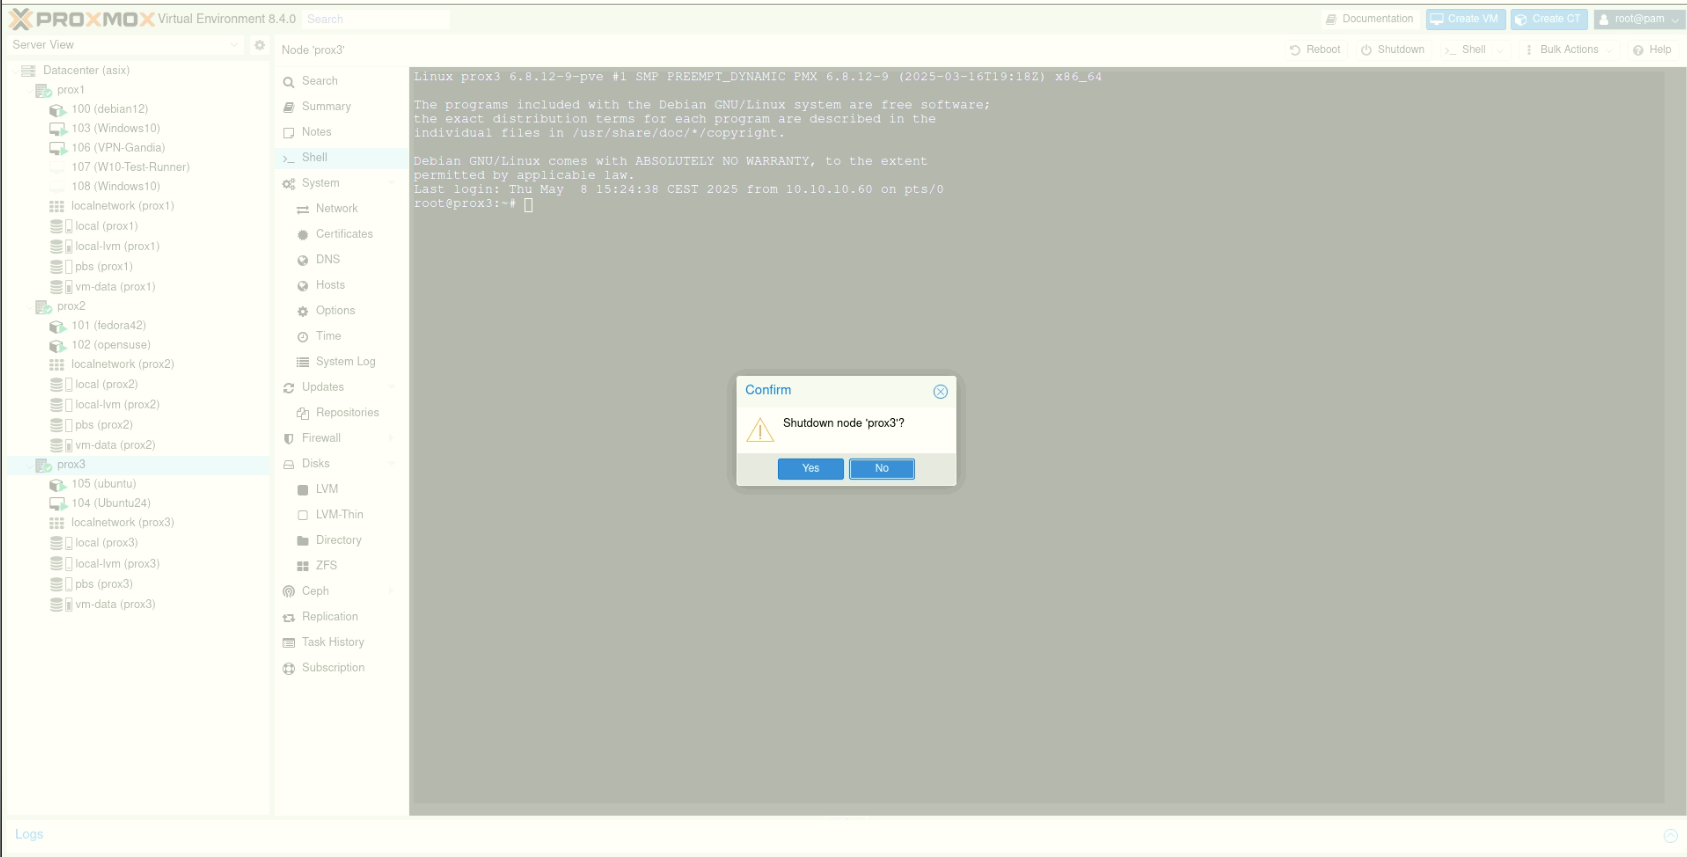 PROXMOX Virtual Environment 8.4.0 Search Documentation Create VM Create CT root@pam
Server View
Node 'prox3' Reboot Shutdown Shell Bulk Actions Help
Datacenter (asix)
prox1
100 (debian12)
103 (Windows10)
106 (VPN-Gandia)
107 (W10-Test-Runner)
108 (Windows10)
localnetwork (prox1)
local (prox1)
local-lvm (prox1)
pbs (prox1)
vm-data (prox1)
prox2
101 (fedora42)
102 (opensuse)
localnetwork (prox2)
local (prox2)
local-lvm (prox2)
pbs (prox2)
vm-data (prox2)
prox3
105 (ubuntu)
104 (Ubuntu24)
localnetwork (prox3)
local (prox3)
local-lvm (prox3)
pbs (prox3)
vm-data (prox3)
Search
Summary
Notes
Shell
System
Network
Certificates
DNS
Hosts
Options
Time
System Log
Updates
Repositories
Firewall
Disks
LVM
LVM-Thin
Directory
ZFS
Ceph
Replication
Task History
Subscription
Linux prox3 6.8.12-9-pve #1 SMP PREEMPT_DYNAMIC PMX 6.8.12-9 (2025-03-16T19:18Z) x86_64
The programs included with the Debian GNU/Linux system are free software;
the exact distribution terms for each program are described in the
individual files in /usr/share/doc/*/copyright.
Debian GNU/Linux comes with ABSOLUTELY NO WARRANTY, to the extent
permitted by applicable law.
Last login: Thu May  8 15:24:38 CEST 2025 from 10.10.10.60 on pts/0
root@prox3:~#
Confirm
Shutdown node 'prox3'?
Yes No
Logs